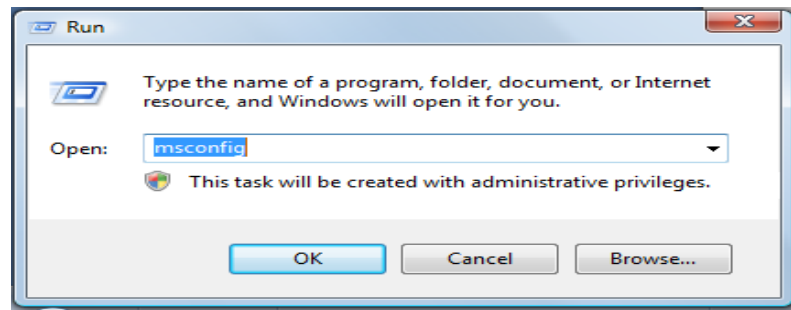 Run
Type the name of a program, folder, document, or Internet
resource, and Windows will open it for you.
Open: msconfig
This task will be created with administrative privileges.
OK Cancel Browse...